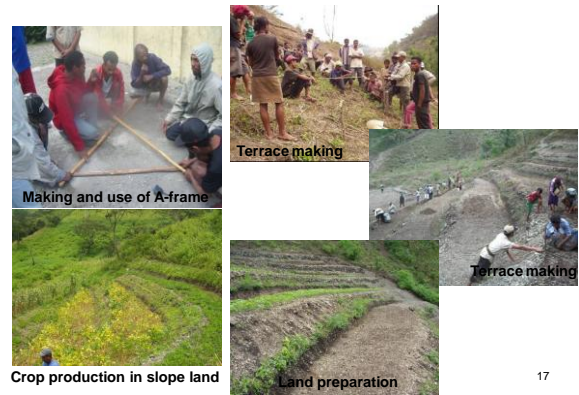 Making and use of A-frame
Terrace making
Terrace making
Crop production in slope land
Land preparation
17